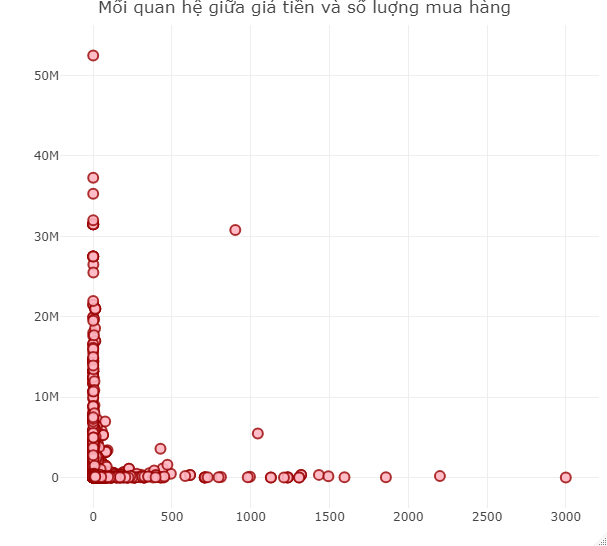 Mối quan hệ giữa giá tiền và số lượng mua hàng
50M
40M
30M
20M
10M
0
0 500 1000 1500 2000 2500 3000